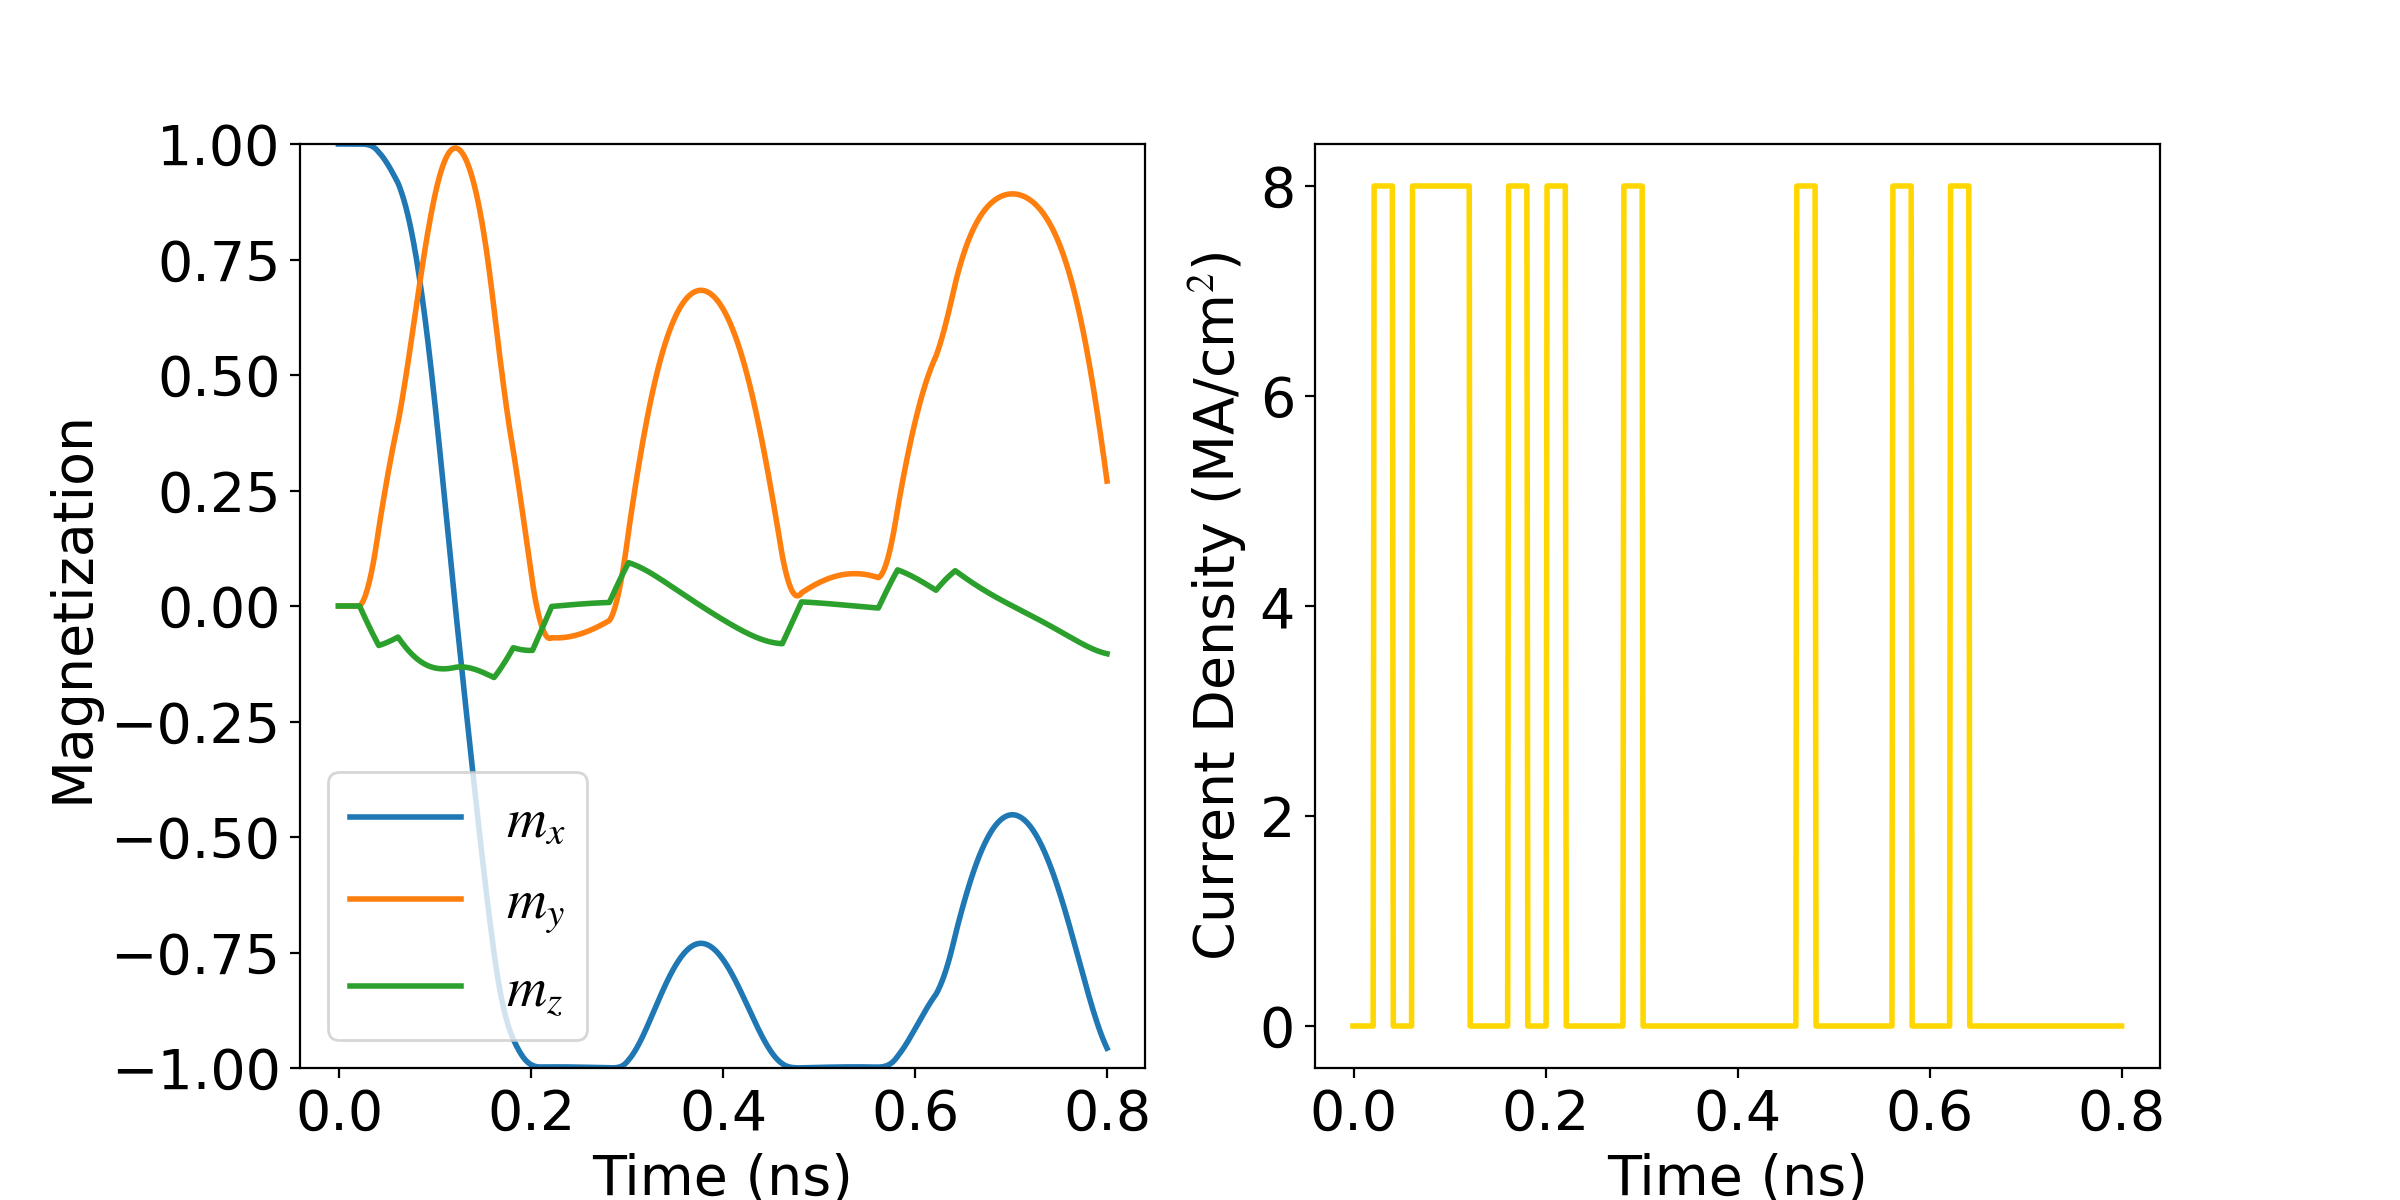 Magnetization
1.00
0.75
0.50
0.25
0.00
−0.25
−0.50
−0.75
−1.00
m_x
m_y
m_z
0.0 0.2 0.4 0.6 0.8
Time (ns)
Current Density (MA/cm²)
8
6
4
2
0
0.0 0.2 0.4 0.6 0.8
Time (ns)